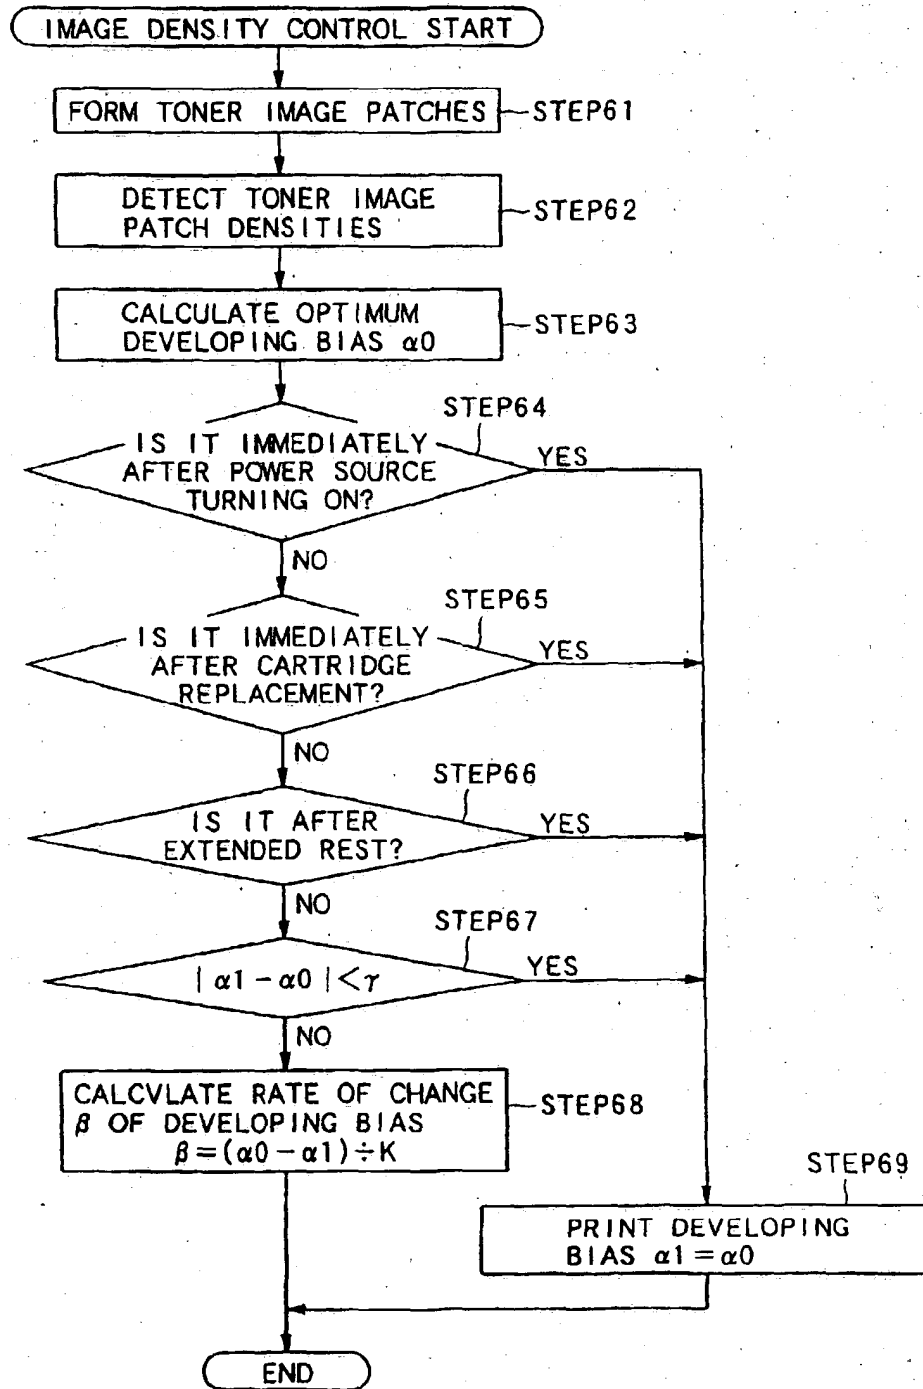 IMAGE DENSITY CONTROL START
FORM TONER IMAGE PATCHES
STEP61
DETECT TONER IMAGE
PATCH DENSITIES
STEP62
CALCULATE OPTIMUM
DEVELOPING BIAS α0
STEP63
STEP64
IS IT IMMEDIATELY
AFTER POWER SOURCE
TURNING ON?
YES
NO
STEP65
IS IT IMMEDIATELY
AFTER CARTRIDGE
REPLACEMENT?
YES
NO
STEP66
IS IT AFTER
EXTENDED REST?
YES
NO
STEP67
|α1-α0|<γ
YES
NO
CALCVLATE RATE OF CHANGE
β OF DEVELOPING BIAS
β=(α0-α1)÷K
STEP68
STEP69
PRINT DEVELOPING
BIAS α1=α0
END